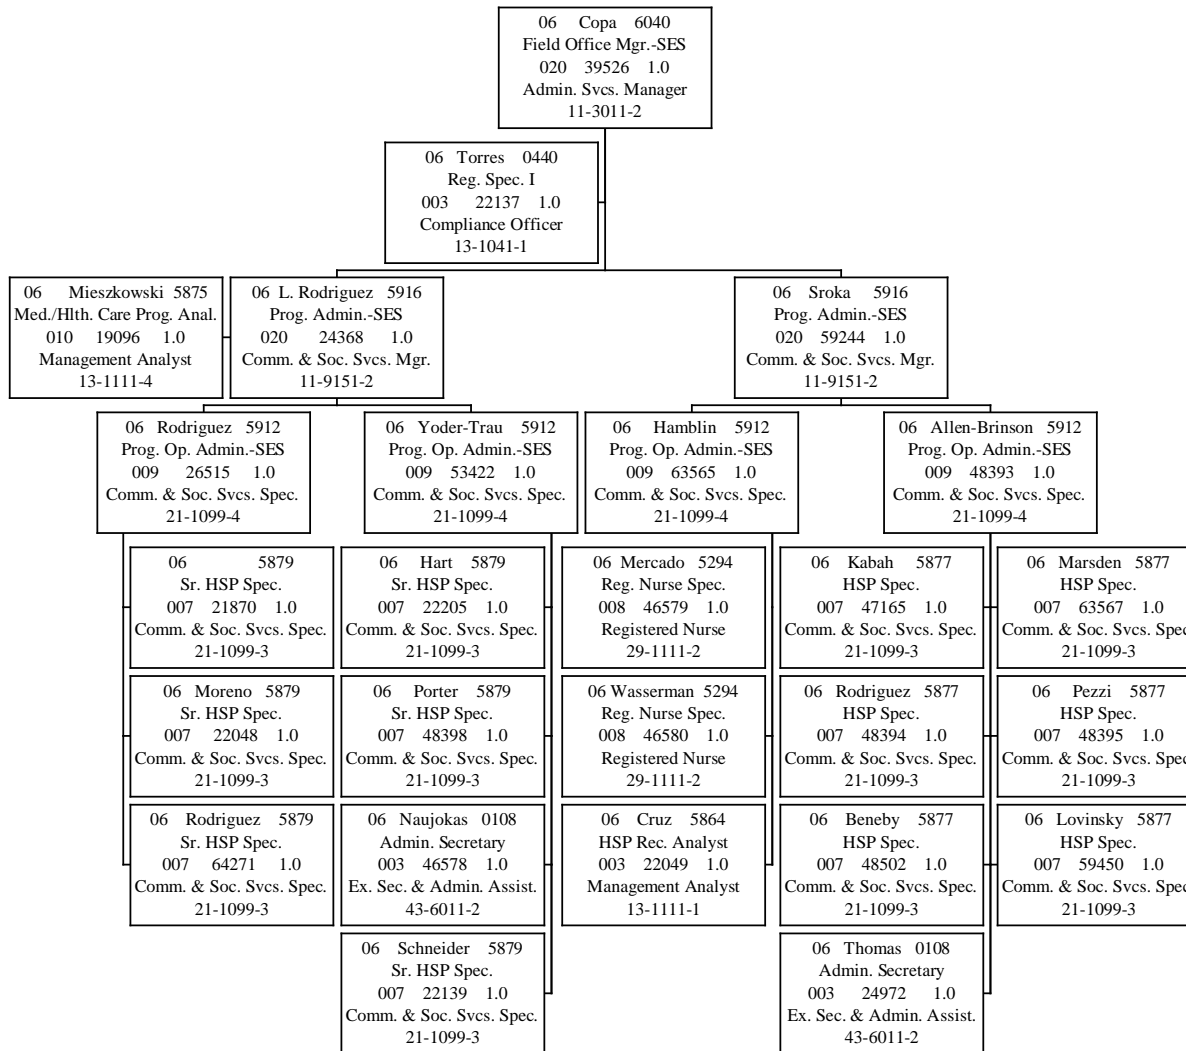 06 Copa 6040
Field Office Mgr.-SES
020 39526 1.0
Admin. Svcs. Manager
11-3011-2
06 Torres 0440
Reg. Spec. I
003 22137 1.0
Compliance Officer
13-1041-1
06 Mieszkowski 5875
Med./Hlth. Care Prog. Anal.
010 19096 1.0
Management Analyst
13-1111-4
06 L. Rodriguez 5916
Prog. Admin.-SES
020 24368 1.0
Comm. & Soc. Svcs. Mgr.
11-9151-2
06 Sroka 5916
Prog. Admin.-SES
020 59244 1.0
Comm. & Soc. Svcs. Mgr.
11-9151-2
06 Rodriguez 5912
Prog. Op. Admin.-SES
009 26515 1.0
Comm. & Soc. Svcs. Spec.
21-1099-4
06 Yoder-Trau 5912
Prog. Op. Admin.-SES
009 53422 1.0
Comm. & Soc. Svcs. Spec.
21-1099-4
06 Hamblin 5912
Prog. Op. Admin.-SES
009 63565 1.0
Comm. & Soc. Svcs. Spec.
21-1099-4
06 Allen-Brinson 5912
Prog. Op. Admin.-SES
009 48393 1.0
Comm. & Soc. Svcs. Spec.
21-1099-4
06 5879
Sr. HSP Spec.
007 21870 1.0
Comm. & Soc. Svcs. Spec.
21-1099-3
06 Hart 5879
Sr. HSP Spec.
007 22205 1.0
Comm. & Soc. Svcs. Spec.
21-1099-3
06 Mercado 5294
Reg. Nurse Spec.
008 46579 1.0
Registered Nurse
29-1111-2
06 Kabah 5877
HSP Spec.
007 47165 1.0
Comm. & Soc. Svcs. Spec.
21-1099-3
06 Marsden 5877
HSP Spec.
007 63567 1.0
Comm. & Soc. Svcs. Spec
21-1099-3
06 Moreno 5879
Sr. HSP Spec.
007 22048 1.0
Comm. & Soc. Svcs. Spec.
21-1099-3
06 Porter 5879
Sr. HSP Spec.
007 48398 1.0
Comm. & Soc. Svcs. Spec.
21-1099-3
06 Wasserman 5294
Reg. Nurse Spec.
008 46580 1.0
Registered Nurse
29-1111-2
06 Rodriguez 5877
HSP Spec.
007 48394 1.0
Comm. & Soc. Svcs. Spec.
21-1099-3
06 Pezzi 5877
HSP Spec.
007 48395 1.0
Comm. & Soc. Svcs. Spec
21-1099-3
06 Rodriguez 5879
Sr. HSP Spec.
007 64271 1.0
Comm. & Soc. Svcs. Spec.
21-1099-3
06 Naujokas 0108
Admin. Secretary
003 46578 1.0
Ex. Sec. & Admin. Assist.
43-6011-2
06 Cruz 5864
HSP Rec. Analyst
003 22049 1.0
Management Analyst
13-1111-1
06 Beneby 5877
HSP Spec.
007 48502 1.0
Comm. & Soc. Svcs. Spec.
21-1099-3
06 Lovinsky 5877
HSP Spec.
007 59450 1.0
Comm. & Soc. Svcs. Spec
21-1099-3
06 Schneider 5879
Sr. HSP Spec.
007 22139 1.0
Comm. & Soc. Svcs. Spec.
21-1099-3
06 Thomas 0108
Admin. Secretary
003 24972 1.0
Ex. Sec. & Admin. Assist.
43-6011-2